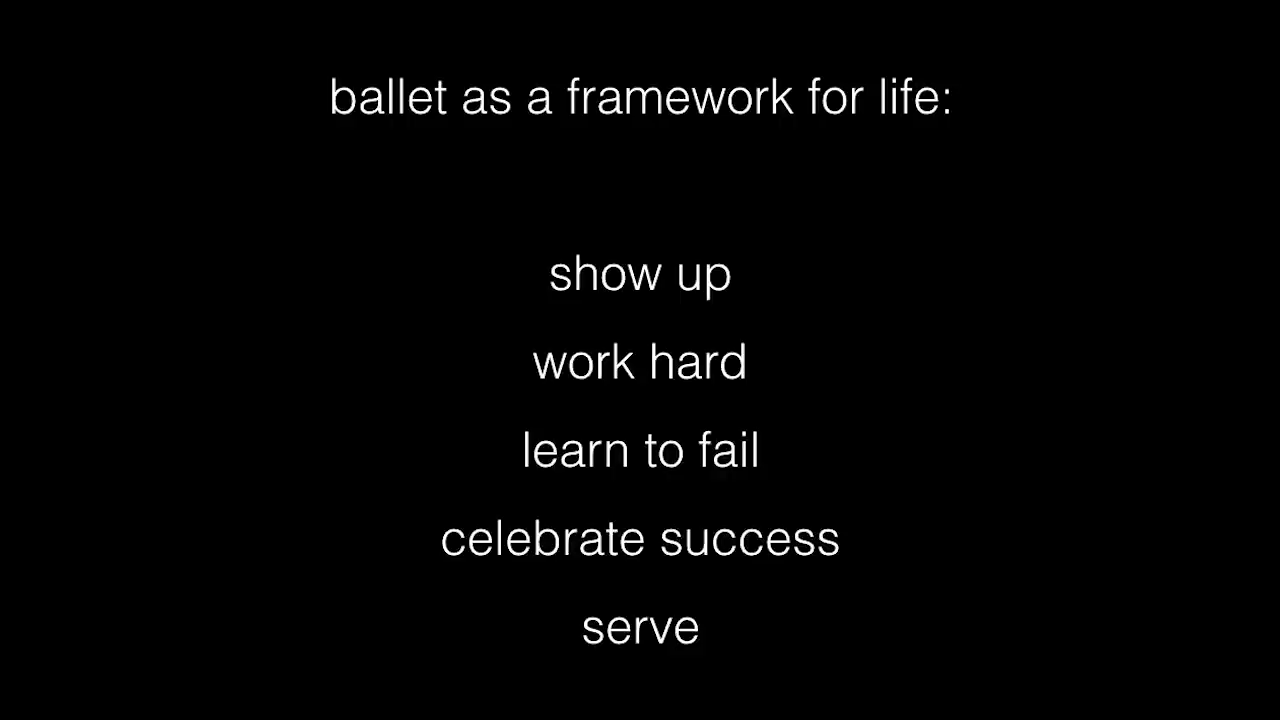 ballet as a framework for life:
show up
work hard
learn to fail
celebrate success
serve